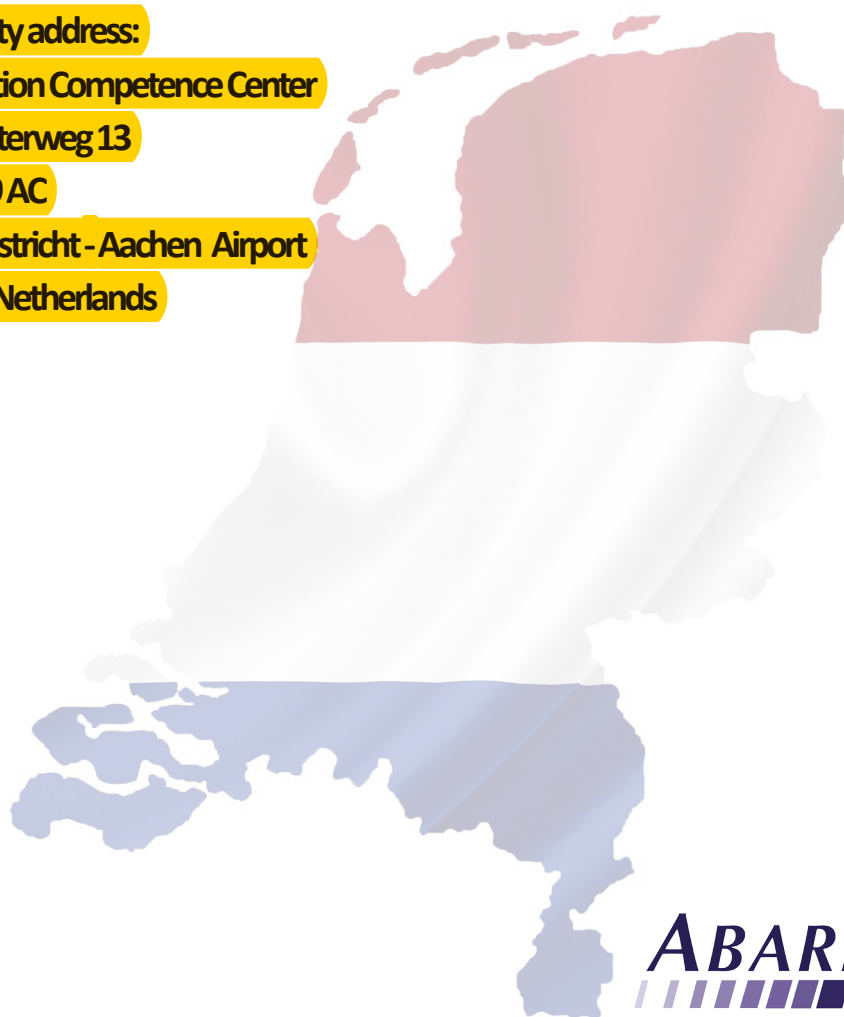 ty address:
tion Competence Center
terweg 13
AC
stricht - Aachen Airport
Netherlands
ABAR